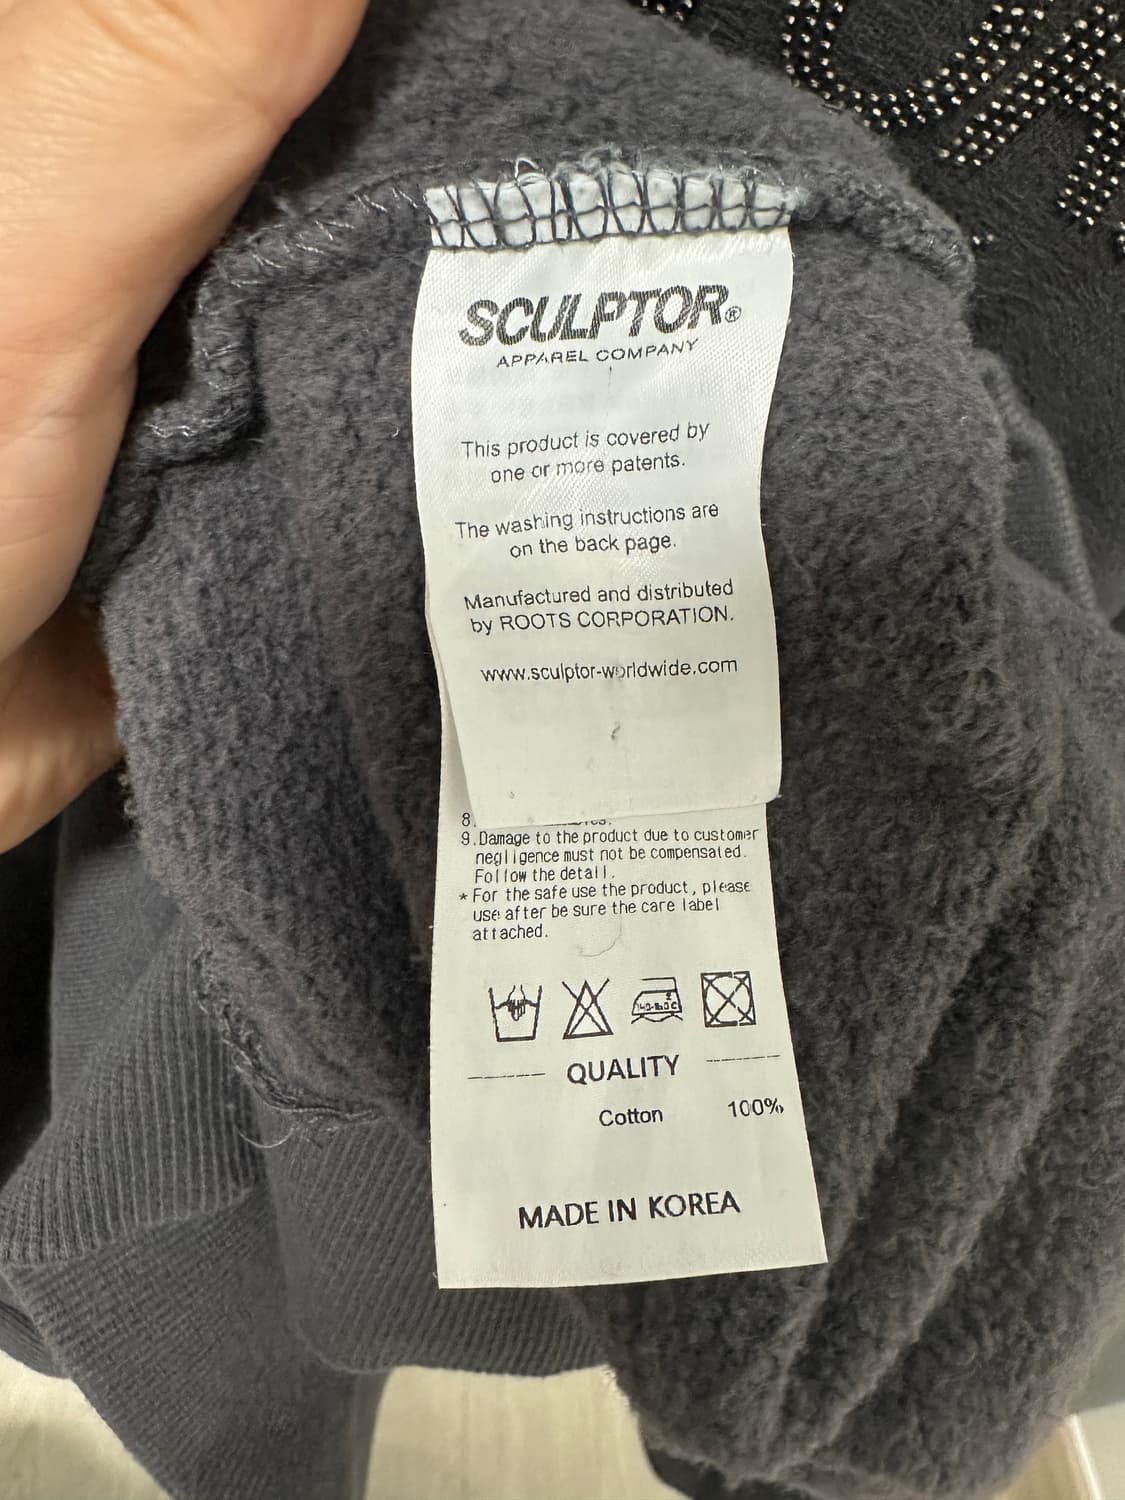 SCULPTOR®
APPAREL COMPANY
This product is covered by
one or more patents.
The washing instructions are
on the back page.
Manufactured and distributed
by ROOTS CORPORATION.
www.sculptor-worldwide.com
8.
9.Damage to the product due to customer
negligence must not be compensated.
Follow the detail.
* For the safe use the product, please
use after be sure the care label
attached.
QUALITY
Cotton 100%
MADE IN KOREA